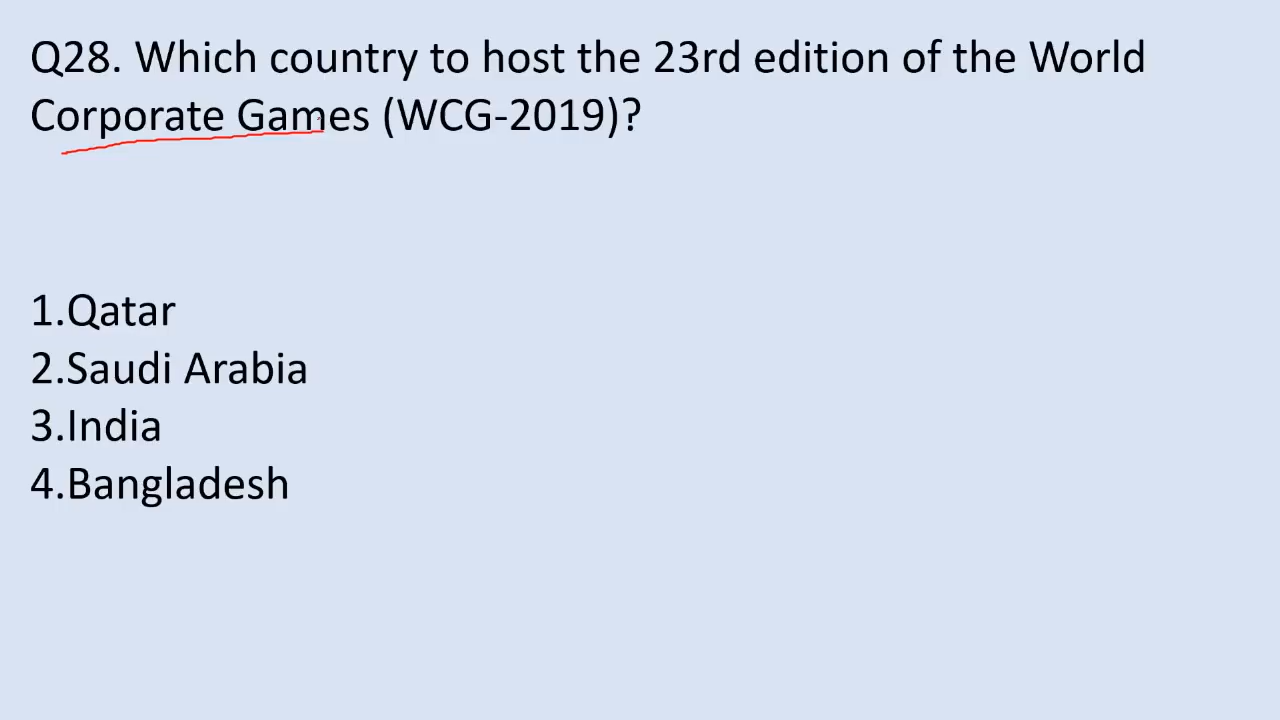 Q28. Which country to host the 23rd edition of the World
Corporate Games (WCG-2019)?
1.Qatar
2.Saudi Arabia
3.India
4.Bangladesh